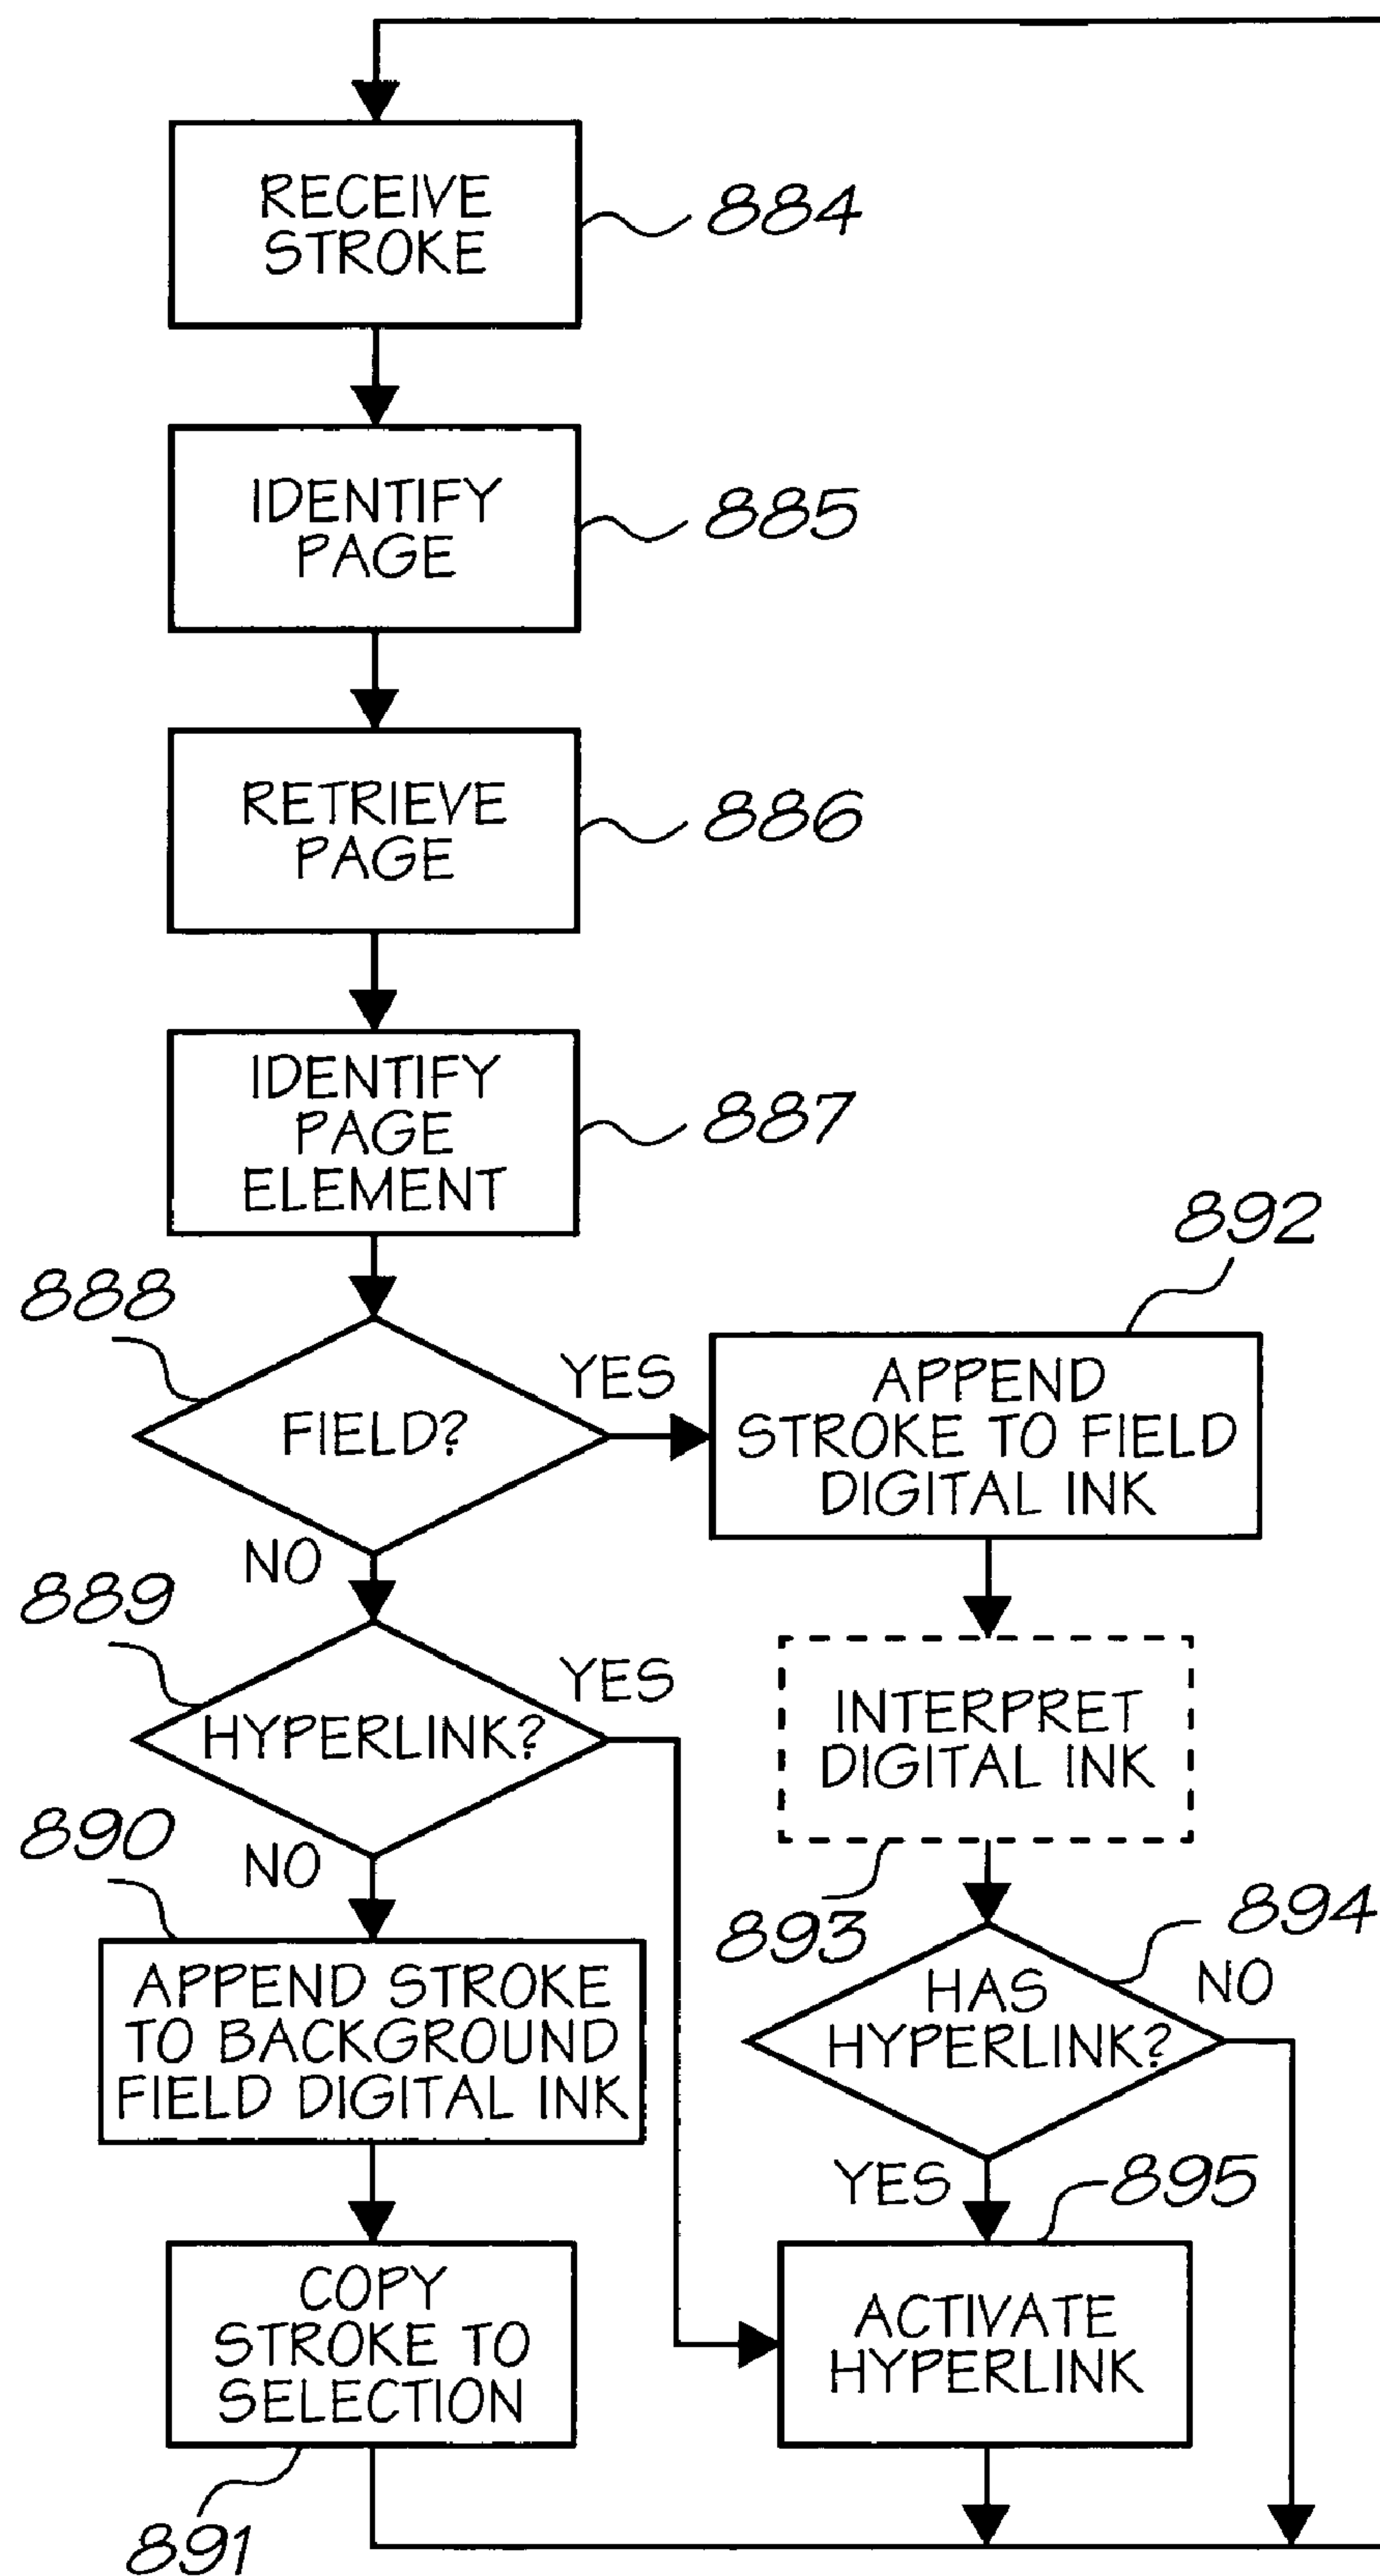 RECEIVE
STROKE
884
IDENTIFY
PAGE
885
RETRIEVE
PAGE
886
IDENTIFY
PAGE
ELEMENT
887
888
FIELD?
YES
NO
892
APPEND
STROKE TO FIELD
DIGITAL INK
889
HYPERLINK?
YES
NO
INTERPRET
DIGITAL INK
893
890
APPEND STROKE
TO BACKGROUND
FIELD DIGITAL INK
894
HAS
HYPERLINK?
NO
YES
895
COPY
STROKE TO
SELECTION
891
ACTIVATE
HYPERLINK